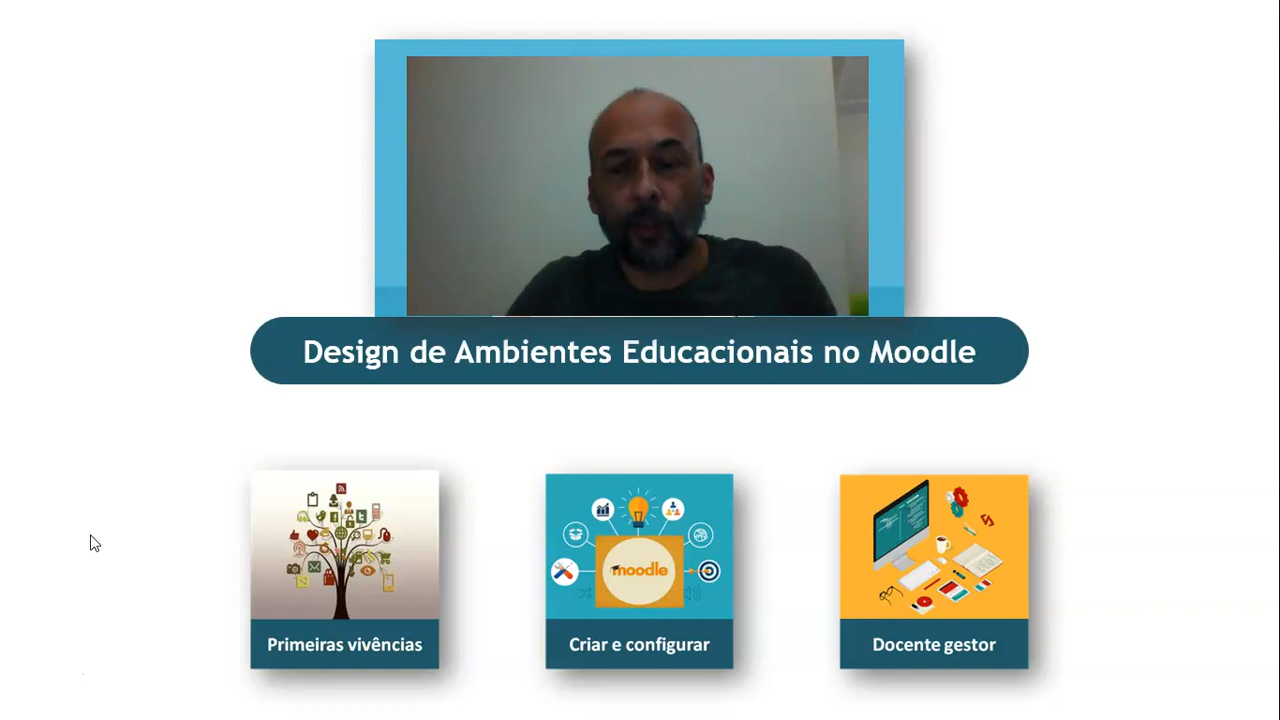 Design de Ambientes Educacionais no Moodle
moodle
Primeiras vivências
Criar e configurar
Docente gestor